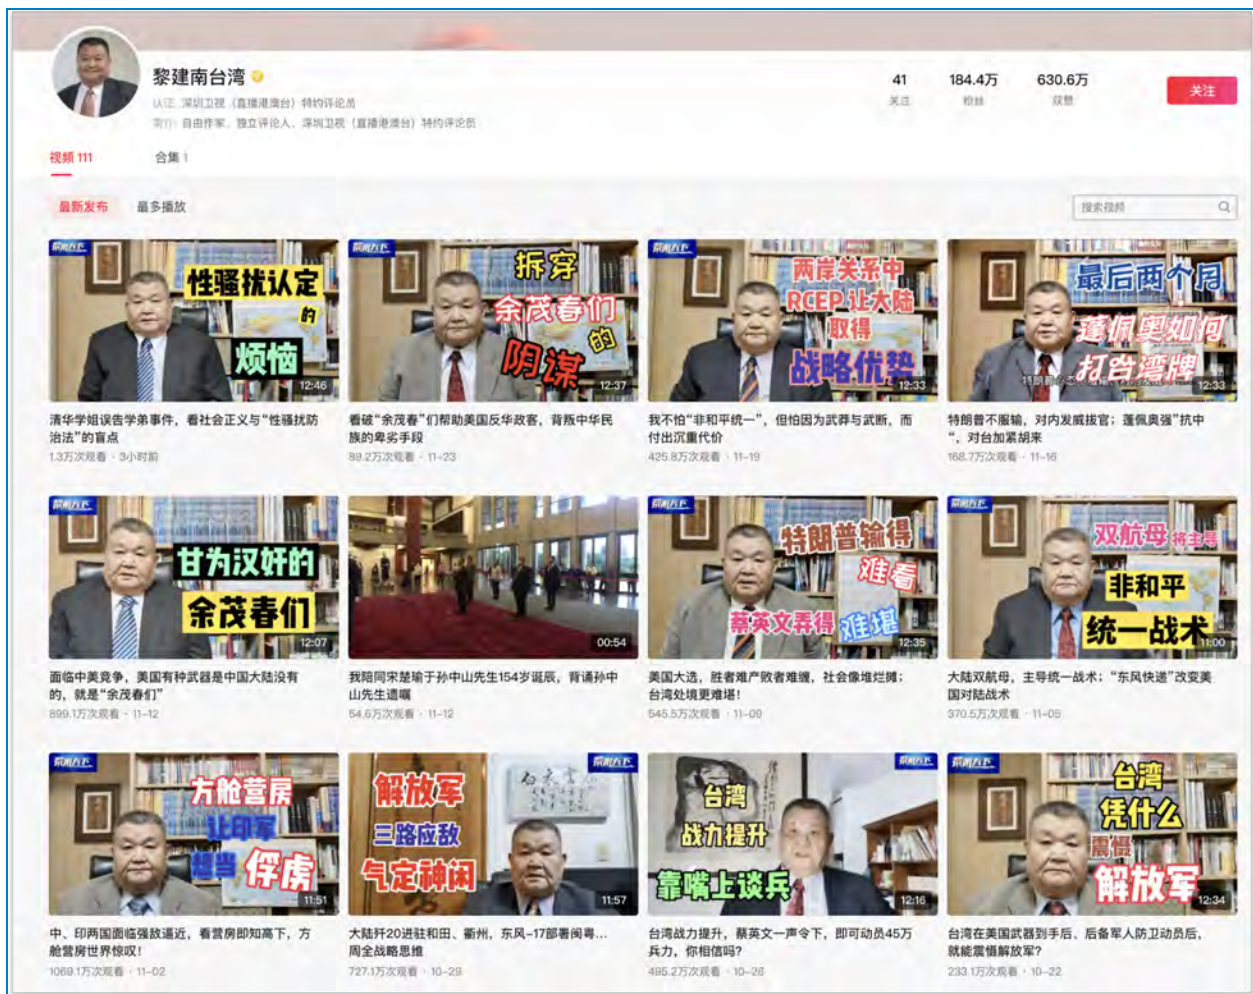 黎建南台湾
认证: 深圳卫视《直播港澳台》特约评论员
简介: 自由作家，独立评论人，深圳卫视《直播港澳台》特约评论员
41
关注
184.4万
粉丝
630.6万
获赞
关注
视频 111
合集 1
最新发布
最多播放
搜索视频
性骚扰认定
的
烦恼
12:46
拆穿
余茂春们
的
阴谋
12:37
两岸关系中
RCEP让大陆
取得
战略优势
12:33
最后两个月
蓬佩奥如何
打台湾牌
12:33
清华学姐误告学弟事件，看社会正义与“性骚扰防
治法”的盲点
1.3万次观看 · 3小时前
看破“余茂春”们帮助美国反华政客，背叛中华民
族的卑劣手段
89.2万次观看 · 11-23
我不怕“非和平统一”，但怕因为武莽与武断，而
付出沉重代价
425.8万次观看 · 11-19
特朗普不服输，对内发威拔官；蓬佩奥强”抗中
“，对台加紧胡来
168.7万次观看 · 11-16
甘为汉奸的
余茂春们
12:07
00:54
特朗普输得
难看
蔡英文弄得 难堪
12:35
双航母 将主导
非和平
统一战术
11:00
面临中美竞争，美国有种武器是中国大陆没有
的，就是“余茂春们”
899.1万次观看 · 11-12
我陪同宋楚瑜于孙中山先生154岁诞辰，背诵孙中
山先生遗嘱
54.6万次观看 · 11-12
美国大选，胜者难产败者难缠，社会像堆烂摊；
台湾处境更难堪！
545.5万次观看 · 11-09
大陆双航母，主导统一战术；“东风快递”改变美
国对陆战术
370.5万次观看 · 11-05
方舱营房
让印军
想当 俘虏
11:51
解放军
三路应敌
气定神闲
11:57
台湾
战力提升
靠嘴上谈兵
12:16
台湾
凭什么
震慑
解放军
12:34
中、印两国面临强敌逼近，看营房即知高下，方
舱营房世界惊叹！
1069.1万次观看 · 11-02
大陆歼20进驻和田、衢州，东风-17部署闽粤...
周全战略思维
727.1万次观看 · 10-29
台湾战力提升，蔡英文一声令下，即可动员45万
兵力，你相信吗？
495.2万次观看 · 10-26
台湾在美国武器到手后、后备军人防卫动员后，
就能震慑解放军？
233.1万次观看 · 10-22